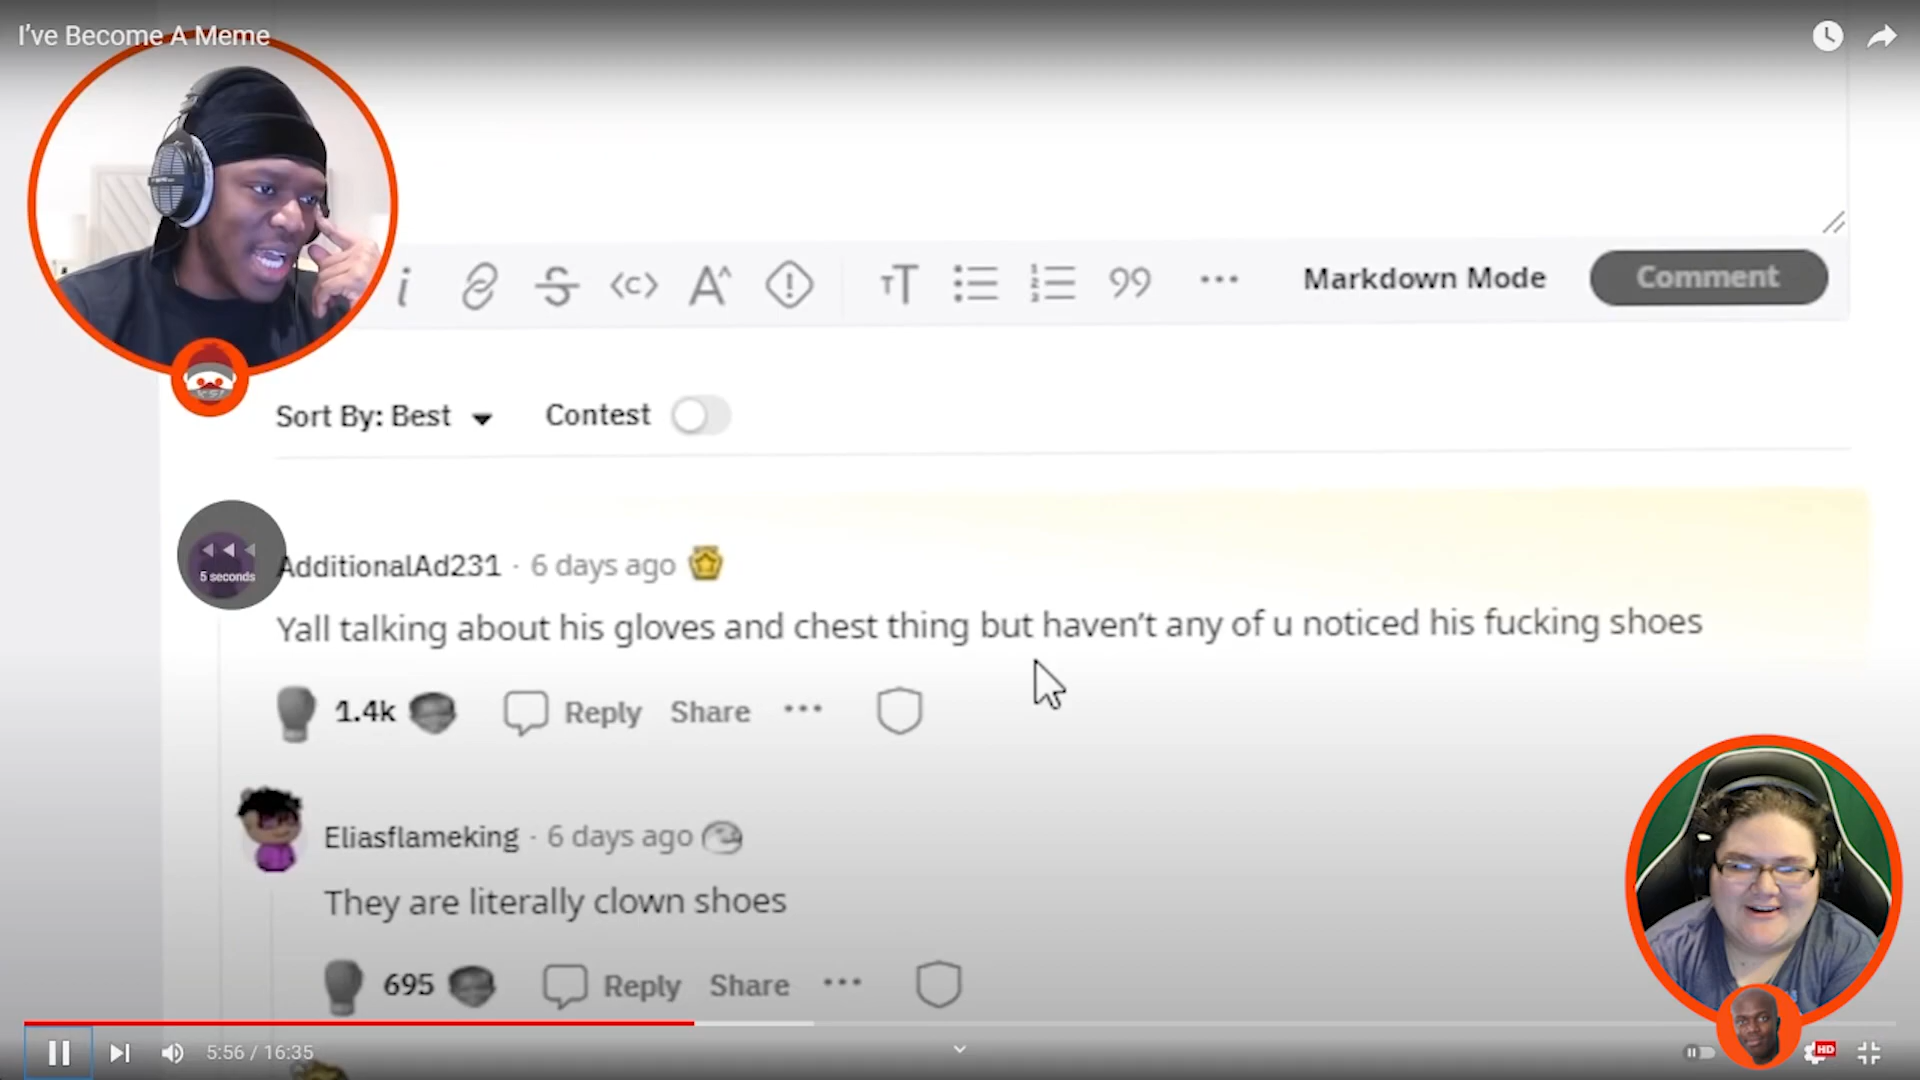 I've Become A Meme
Markdown Mode
Comment
Sort By: Best
Contest
5 seconds
AdditionalAd231 · 6 days ago
Yall talking about his gloves and chest thing but haven't any of u noticed his fucking shoes
1.4k
Reply
Share
Eliasflameking · 6 days ago
They are literally clown shoes
695
Reply
Share
5:56 / 16:35
HD